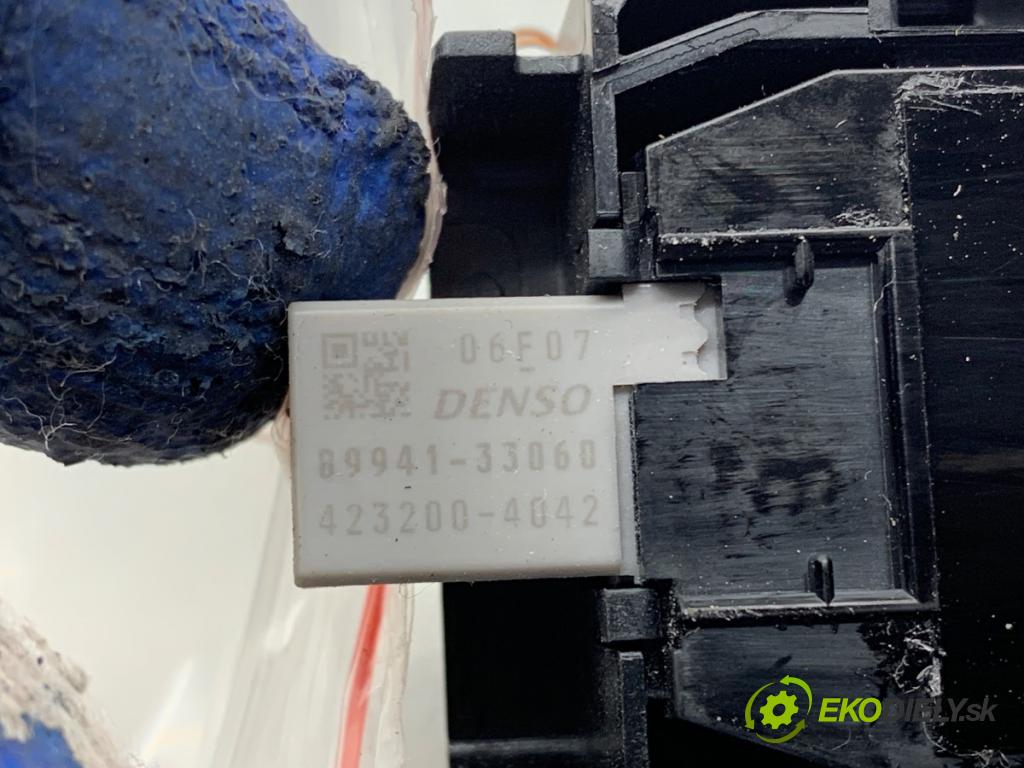 06F07
DENSO
89941-33060
423200-4042
EKODIELY.sk